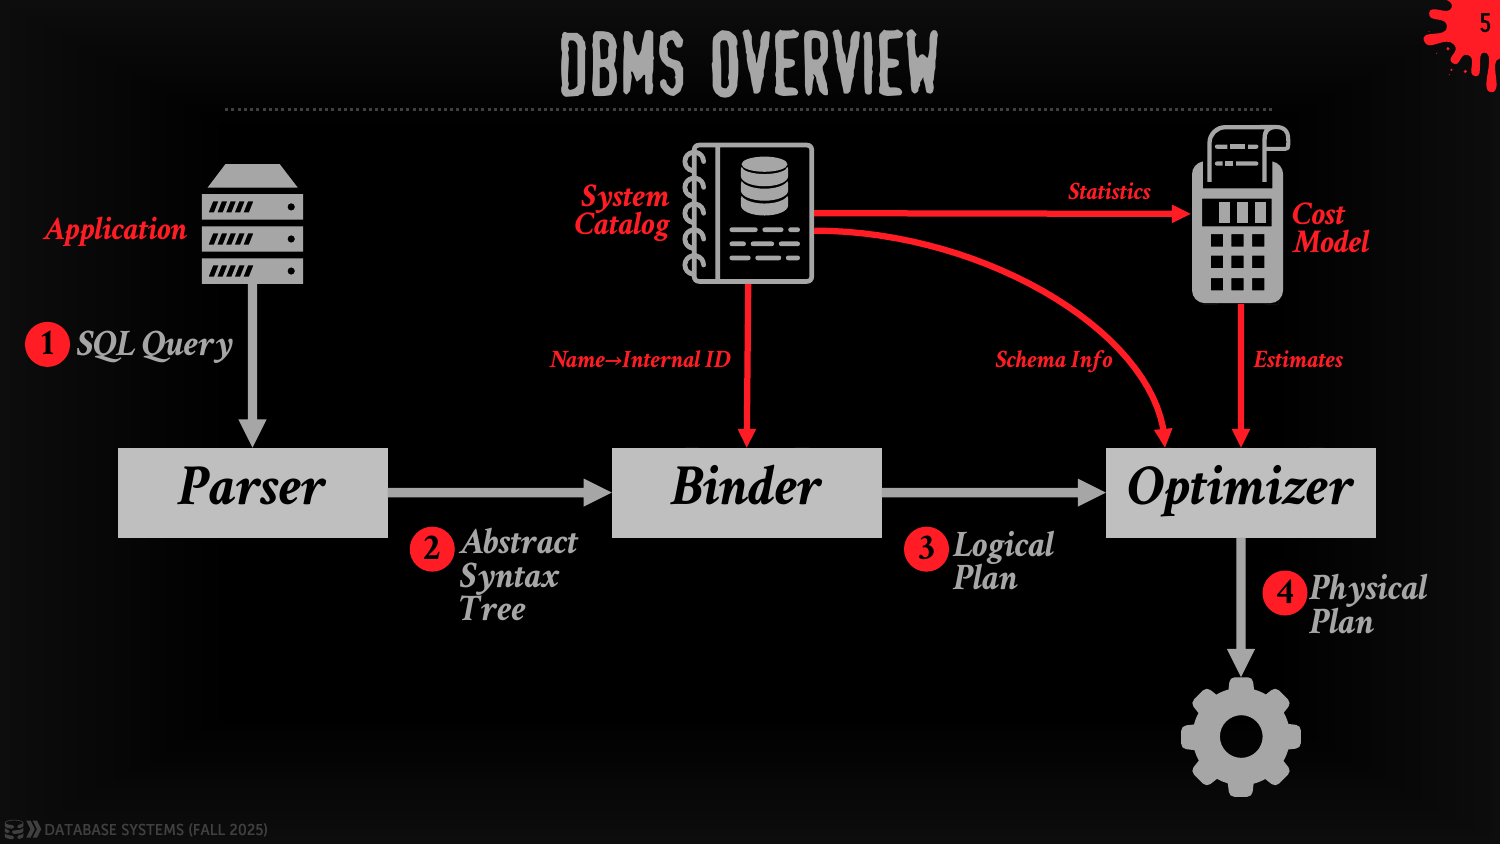 5
DBMS OVERVIEW
Application
System
Catalog
Statistics
Cost
Model
1 SQL Query
Name→Internal ID
Schema Info
Estimates
Parser
Binder
Optimizer
2 Abstract
Syntax
Tree
3 Logical
Plan
4 Physical
Plan
DATABASE SYSTEMS (FALL 2025)